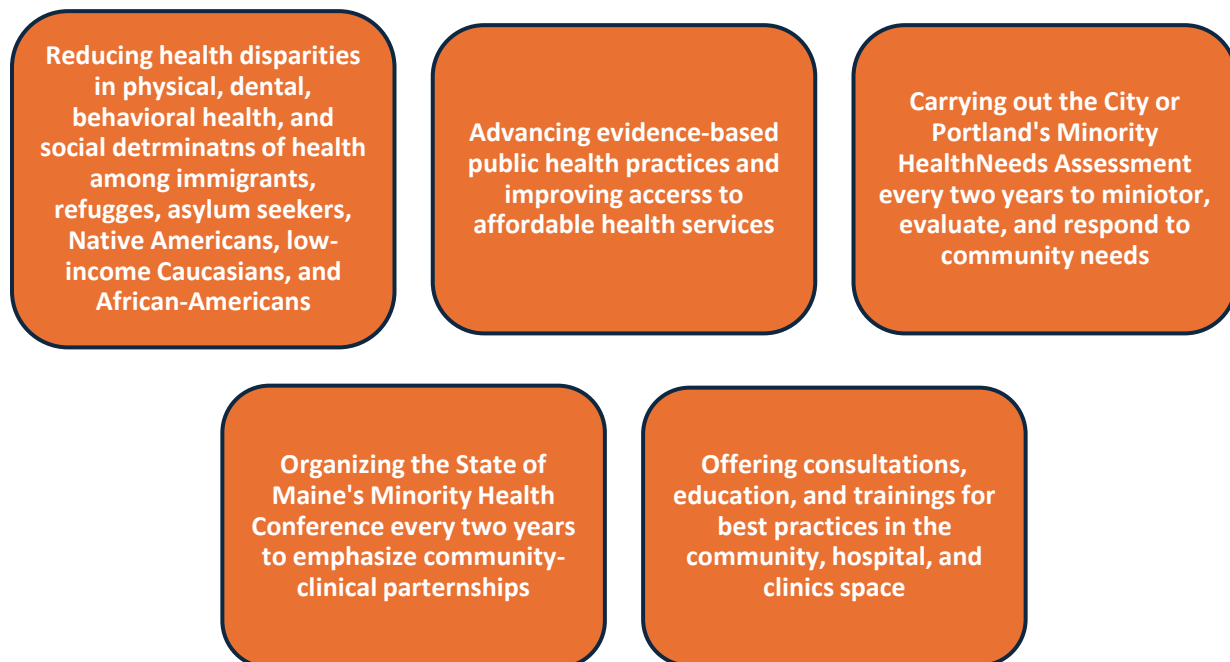 Reducing health disparities
in physical, dental,
behavioral health, and
social detrminatns of health
among immigrants,
refugges, asylum seekers,
Native Americans, low-
income Caucasians, and
African-Americans
Advancing evidence-based
public health practices and
improving accerss to
affordable health services
Carrying out the City or
Portland's Minority
HealthNeeds Assessment
every two years to miniotor,
evaluate, and respond to
community needs
Organizing the State of
Maine's Minority Health
Conference every two years
to emphasize community-
clinical parternships
Offering consultations,
education, and trainings for
best practices in the
community, hospital, and
clinics space